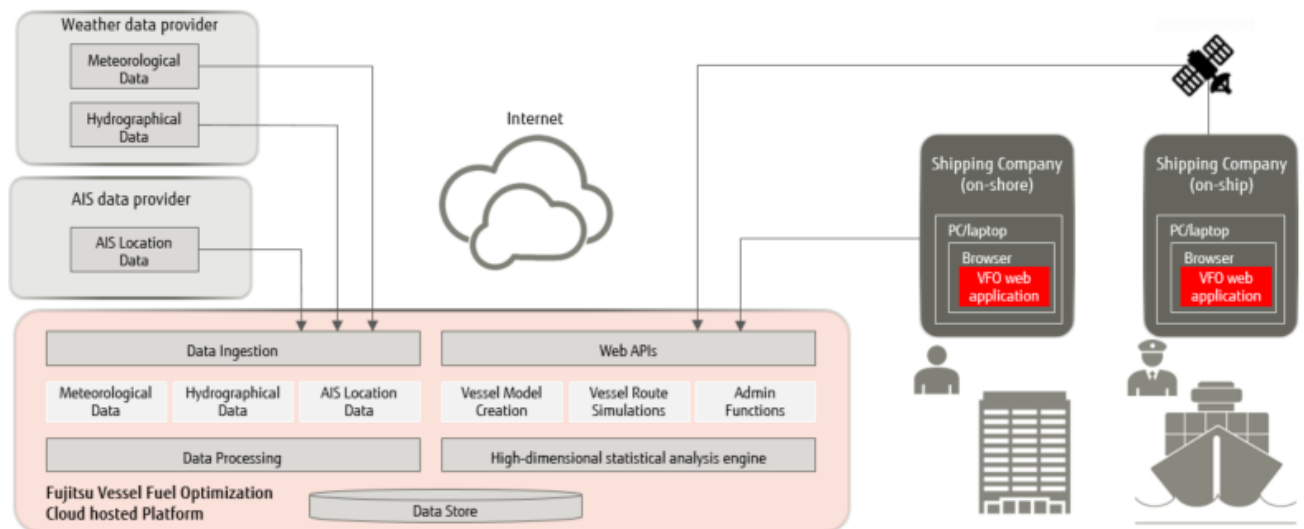 Weather data provider
Meteorological
Data
Hydrographical
Data
AIS data provider
AIS Location
Data
Internet
Shipping Company
(on-shore)
PC/laptop
Browser
VFO web
application
Shipping Company
(on-ship)
PC/laptop
Browser
VFO web
application
Data Ingestion
Web APIs
Meteorological
Data
Hydrographical
Data
AIS Location
Data
Vessel Model
Creation
Vessel Route
Simulations
Admin
Functions
Data Processing
High-dimensional statistical analysis engine
Fujitsu Vessel Fuel Optimization
Cloud hosted Platform
Data Store